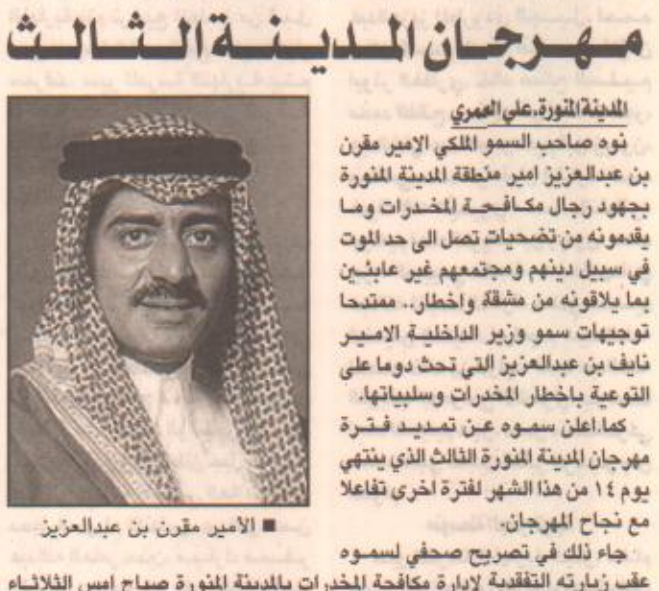 مهرجان المدينة الثالث
المدينة المنورة.علي العمري
نوه صاحب السمو الملكي الامير مقرن
بن عبدالعزيز امير منطقة المدينة المنورة
بجهود رجال مكافحة المخدرات وما
يقدمونه من تضحيات تصل الى حد الموت
في سبيل دينهم ومجتمعهم غير عابئين
بما يلاقونه من مشقة واخطار.. ممتدحا
توجيهات سمو وزير الداخلية الامير
نايف بن عبدالعزيز التي تحث دوما على
التوعية باخطار المخدرات وسلبياتها.
كما.اعلن سموه عن تمديد فترة
مهرجان المدينة المنورة الثالث الذي ينتهي
يوم ١٤ من هذا الشهر لفترة اخرى تفاعلا
مع نجاح المهرجان.
جاء ذلك في تصريح صحفي لسموه
عقب زيارته التفقدية لإدارة مكافحة المخدرات بالمدينة المنورة صباح امس الثلاثاء
■ الأمير مقرن بن عبدالعزيز